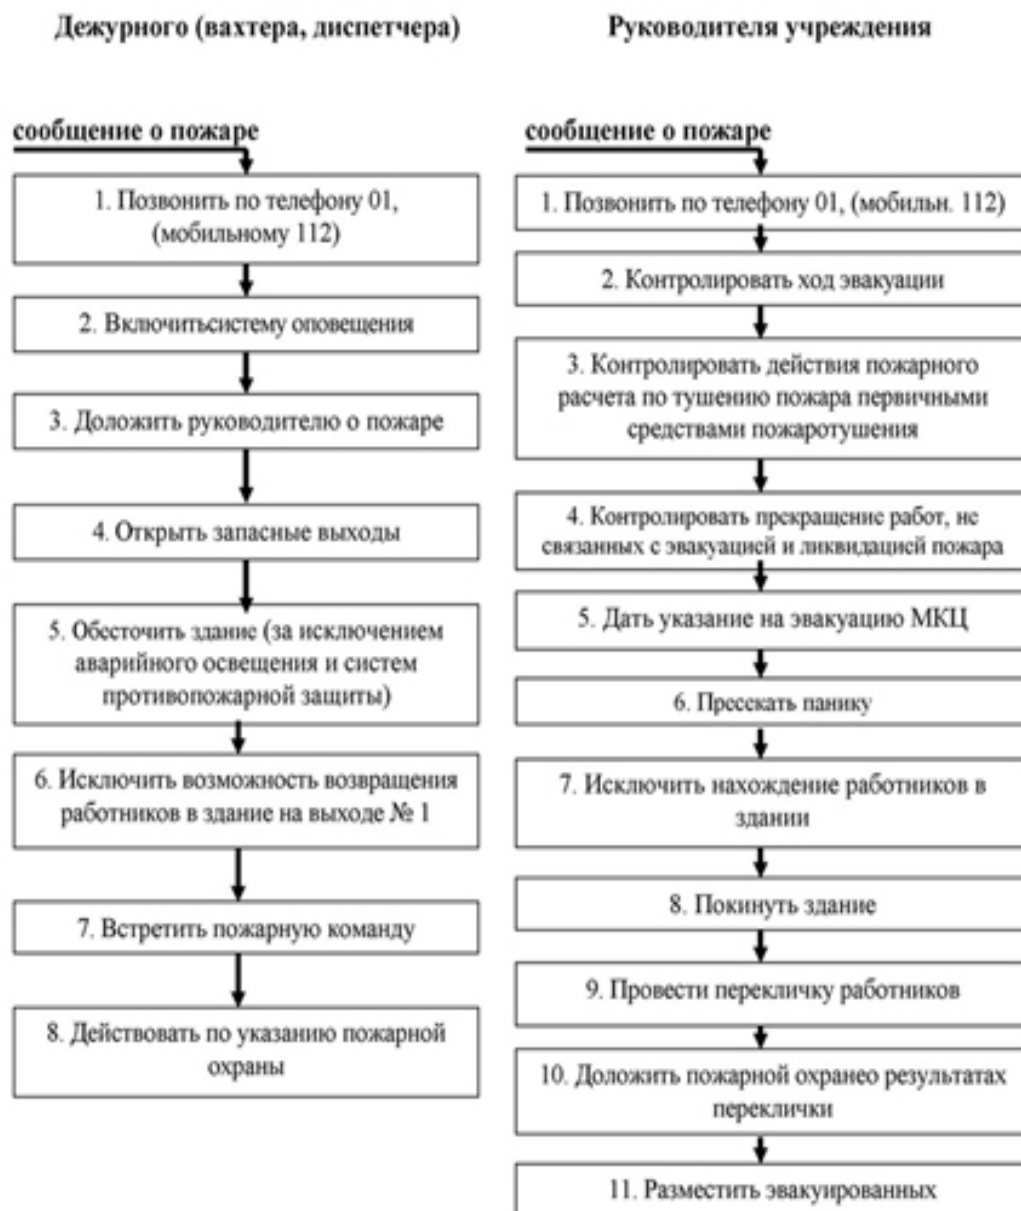 Дежурного (вахтера, диспетчера)
сообщение о пожаре
1. Позвонить по телефону 01,
(мобильному 112)
2. Включитьсистему оповещения
3. Доложить руководителю о пожаре
4. Открыть запасные выходы
5. Обесточить здание (за исключением
аварийного освещения и систем
противопожарной защиты)
6. Исключить возможность возвращения
работников в здание на выходе № 1
7. Встретить пожарную команду
8. Действовать по указанию пожарной
охраны
Руководителя учреждения
сообщение о пожаре
1. Позвонить по телефону 01, (мобильн. 112)
2. Контролировать ход эвакуации
3. Контролировать действия пожарного
расчета по тушению пожара первичными
средствами пожаротушения
4. Контролировать прекращение работ, не
связанных с эвакуацией и ликвидацией пожара
5. Дать указание на эвакуацию МКЦ
6. Пресекать панику
7. Исключить нахождение работников в
здании
8. Покинуть здание
9. Провести перекличку работников
10. Доложить пожарной охранео результатах
переклички
11. Разместить эвакуированных